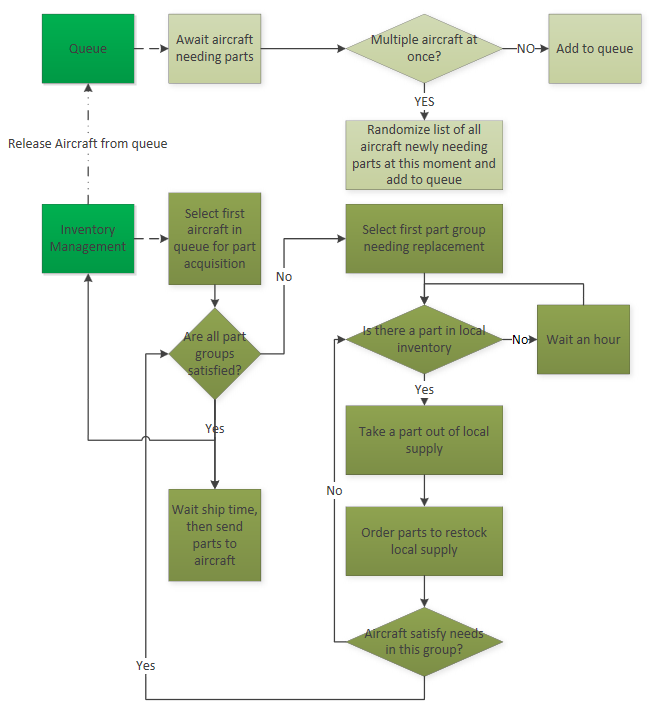 Queue
Await aircraft
needing parts
Multiple aircraft at
once?
NO
Add to queue
YES
Randomize list of all
aircraft newly needing
parts at this moment and
add to queue
Release Aircraft from queue
Inventory
Management
Select first
aircraft in
queue for part
acquisition
Select first part group
needing replacement
No
Are all part
groups
satisfied?
Is there a part in local
inventory
No
Wait an hour
Yes
Yes
Take a part out of local
supply
No
Wait ship time,
then send
parts to
aircraft
Order parts to restock
local supply
Aircraft satisfy needs
in this group?
Yes